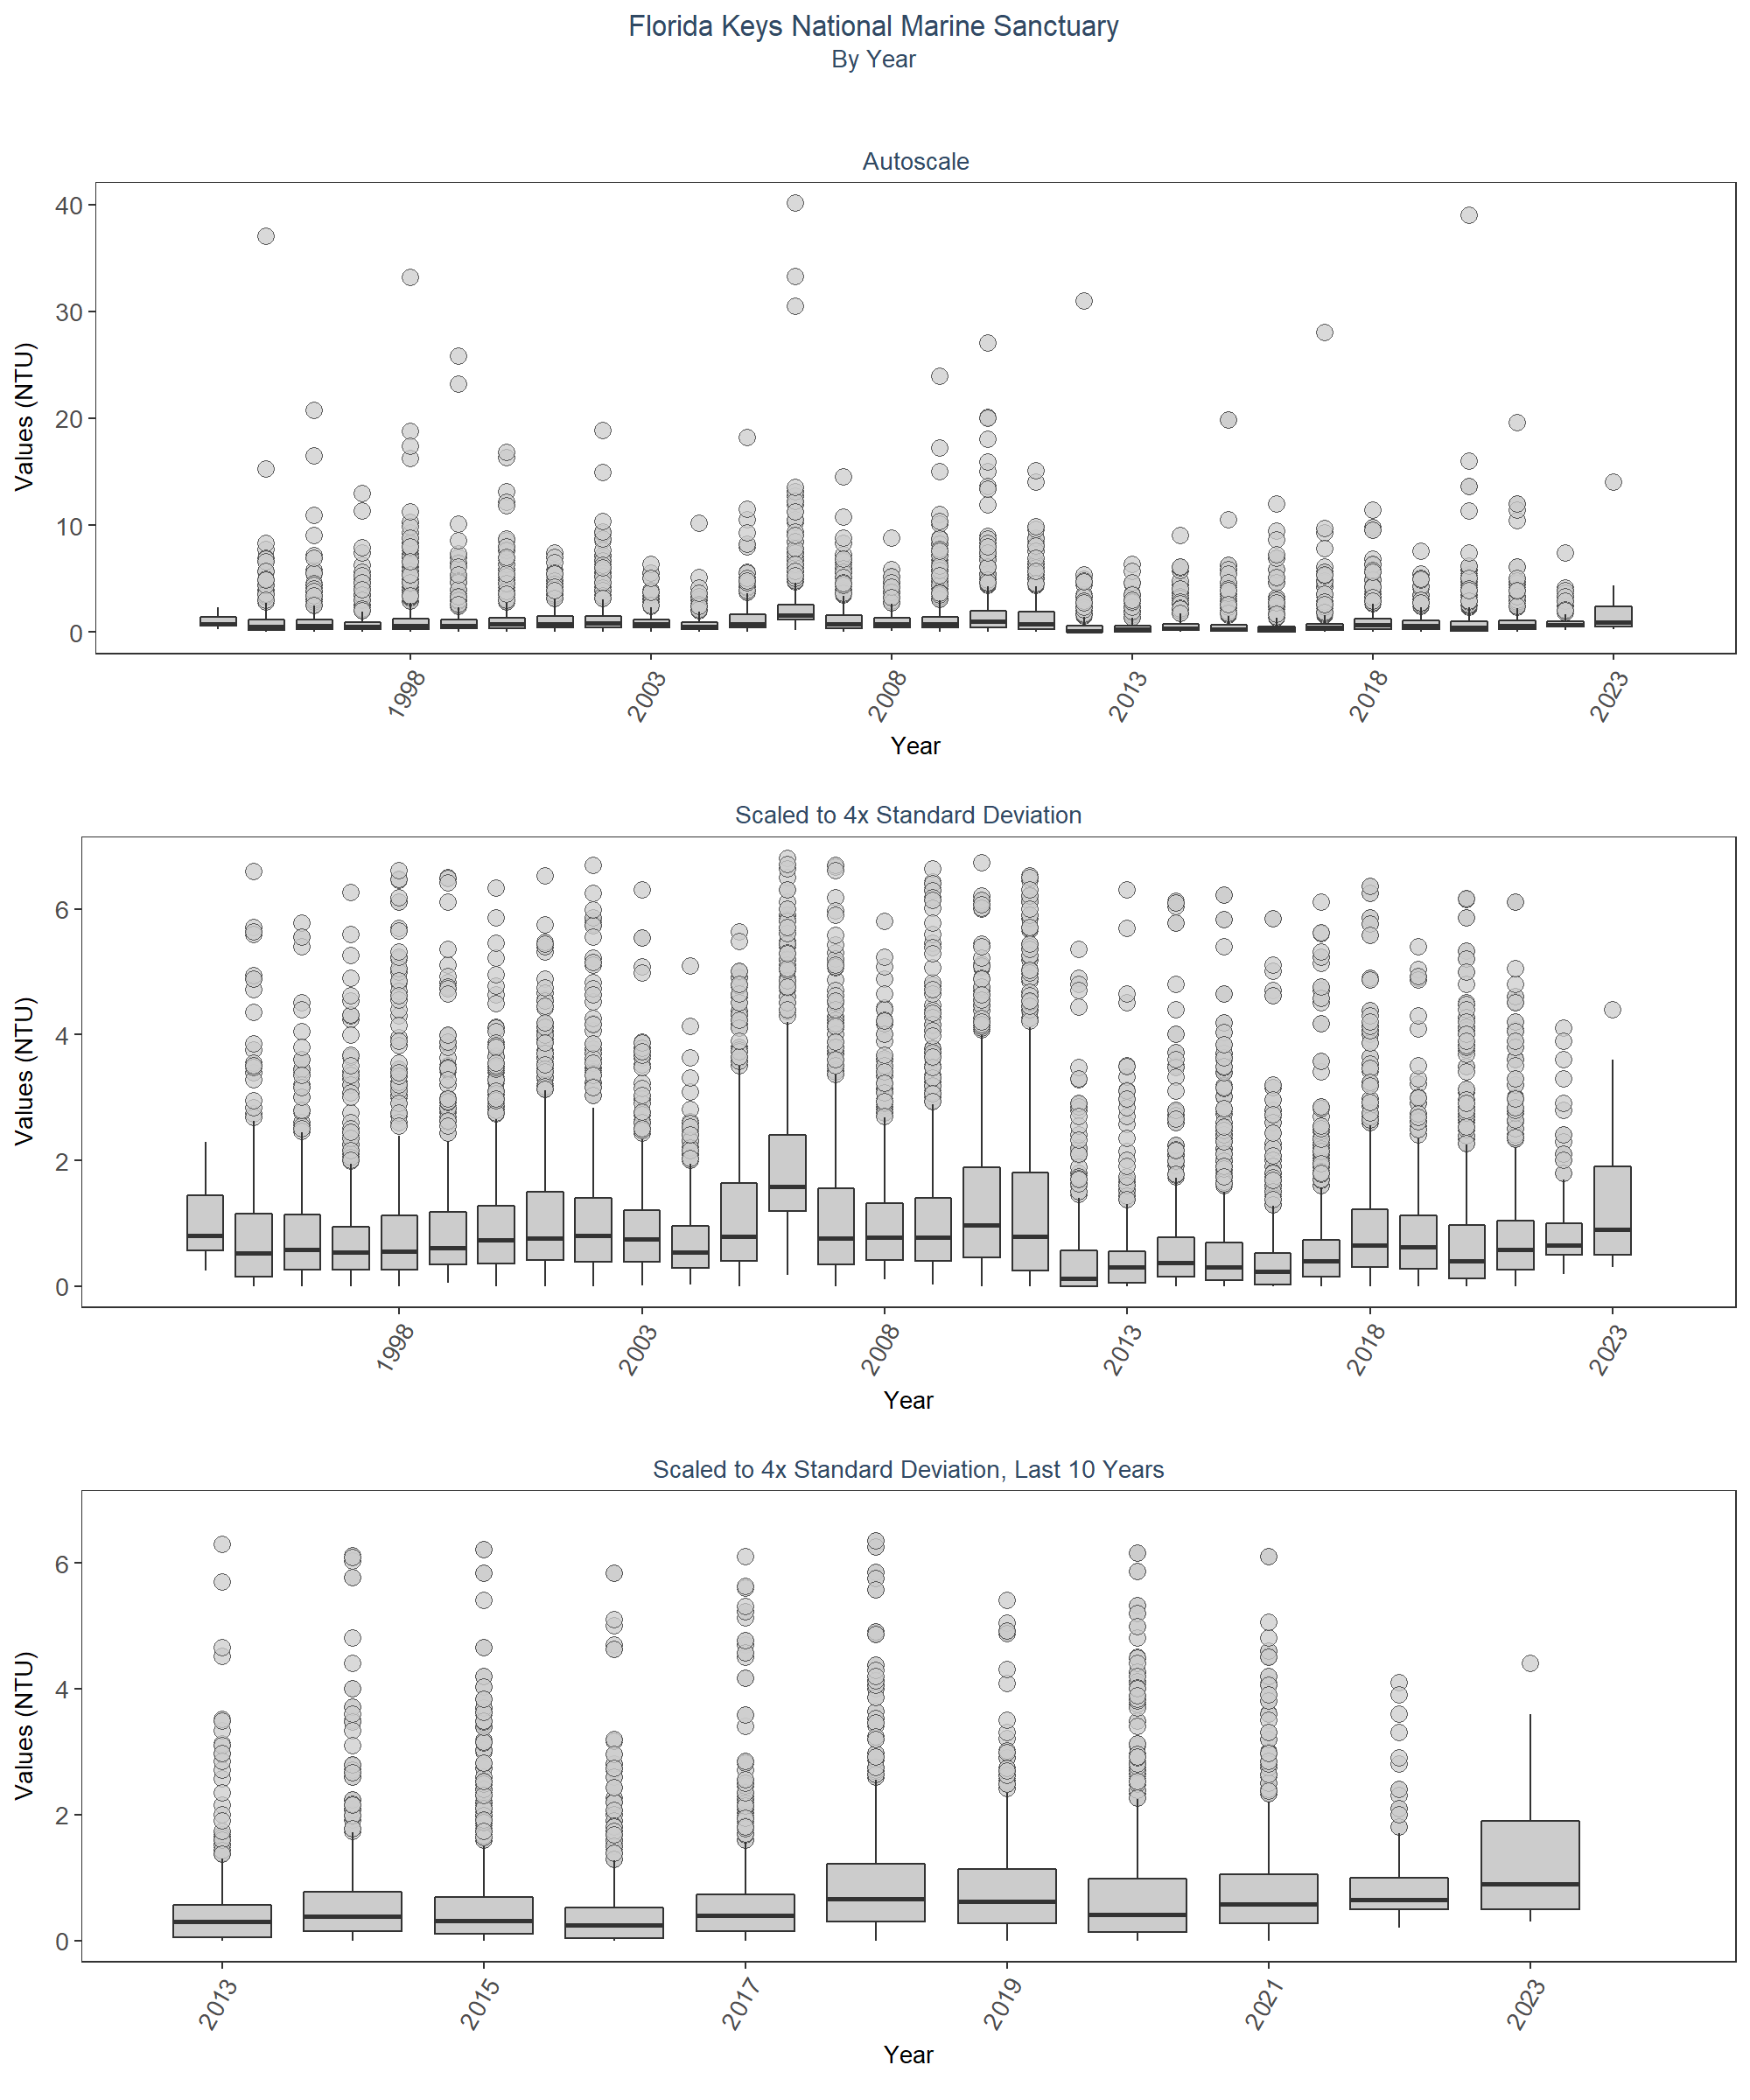 Florida Keys National Marine Sanctuary
By Year
Autoscale
Values (NTU)
40
30
20
10
0
1998
2003
2008
2013
2018
2023
Year
Scaled to 4x Standard Deviation
Values (NTU)
6
4
2
0
1998
2003
2008
2013
2018
2023
Year
Scaled to 4x Standard Deviation, Last 10 Years
Values (NTU)
6
4
2
0
2013
2015
2017
2019
2021
2023
Year